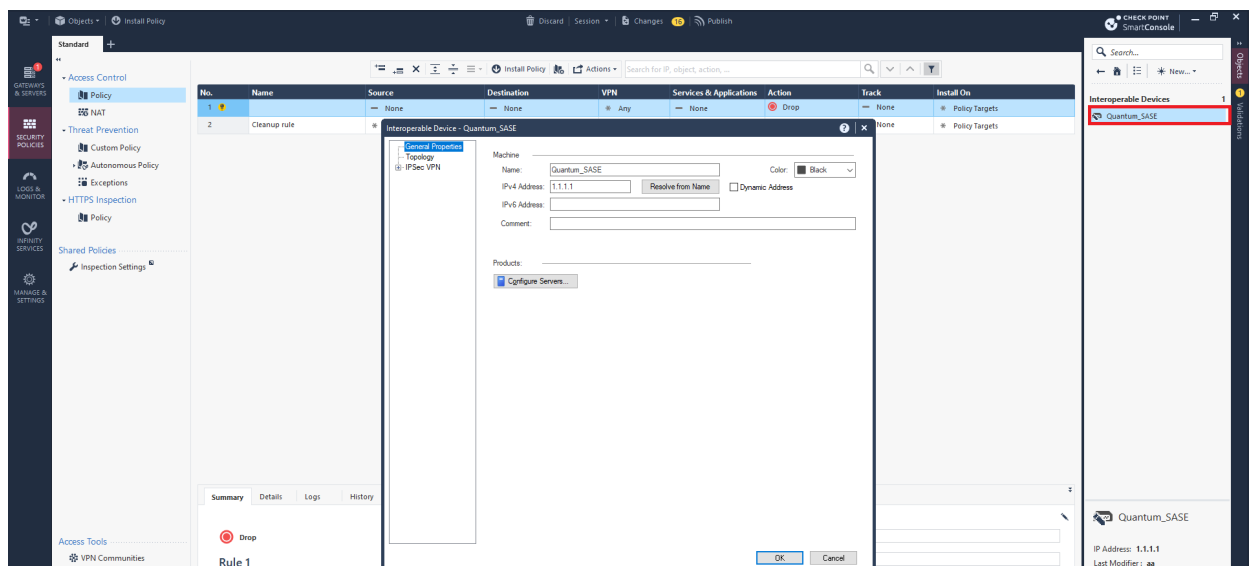 Objects Install Policy Discard Session Changes 16 Publish CHECK POINT
SmartConsole
Standard
Search...
New...
Objects
1 Validations
1
GATEWAYS
& SERVERS
SECURITY
POLICIES
LOGS &
MONITOR
INFINITY
SERVICES
MANAGE &
SETTINGS
Access Control
Policy
NAT
Threat Prevention
Custom Policy
Autonomous Policy
Exceptions
HTTPS Inspection
Policy
Shared Policies
Inspection Settings
Access Tools
VPN Communities
Install Policy Actions Search for IP, object, action, ...
No. Name Source Destination VPN Services & Applications Action Track Install On
1 None None Any None Drop None Policy Targets
2 Cleanup rule None Policy Targets
Interoperable Device - Quantum_SASE
General Properties
Topology
IPSec VPN
Machine
Name: Quantum_SASE Color: Black
IPv4 Address: 1.1.1.1 Resolve from Name Dynamic Address
IPv6 Address:
Comment:
Products:
Configure Servers...
OK Cancel
Summary Details Logs History
Drop
Rule 1
Interoperable Devices 1
Quantum_SASE
Quantum_SASE
IP Address: 1.1.1.1
Last Modifier: aa